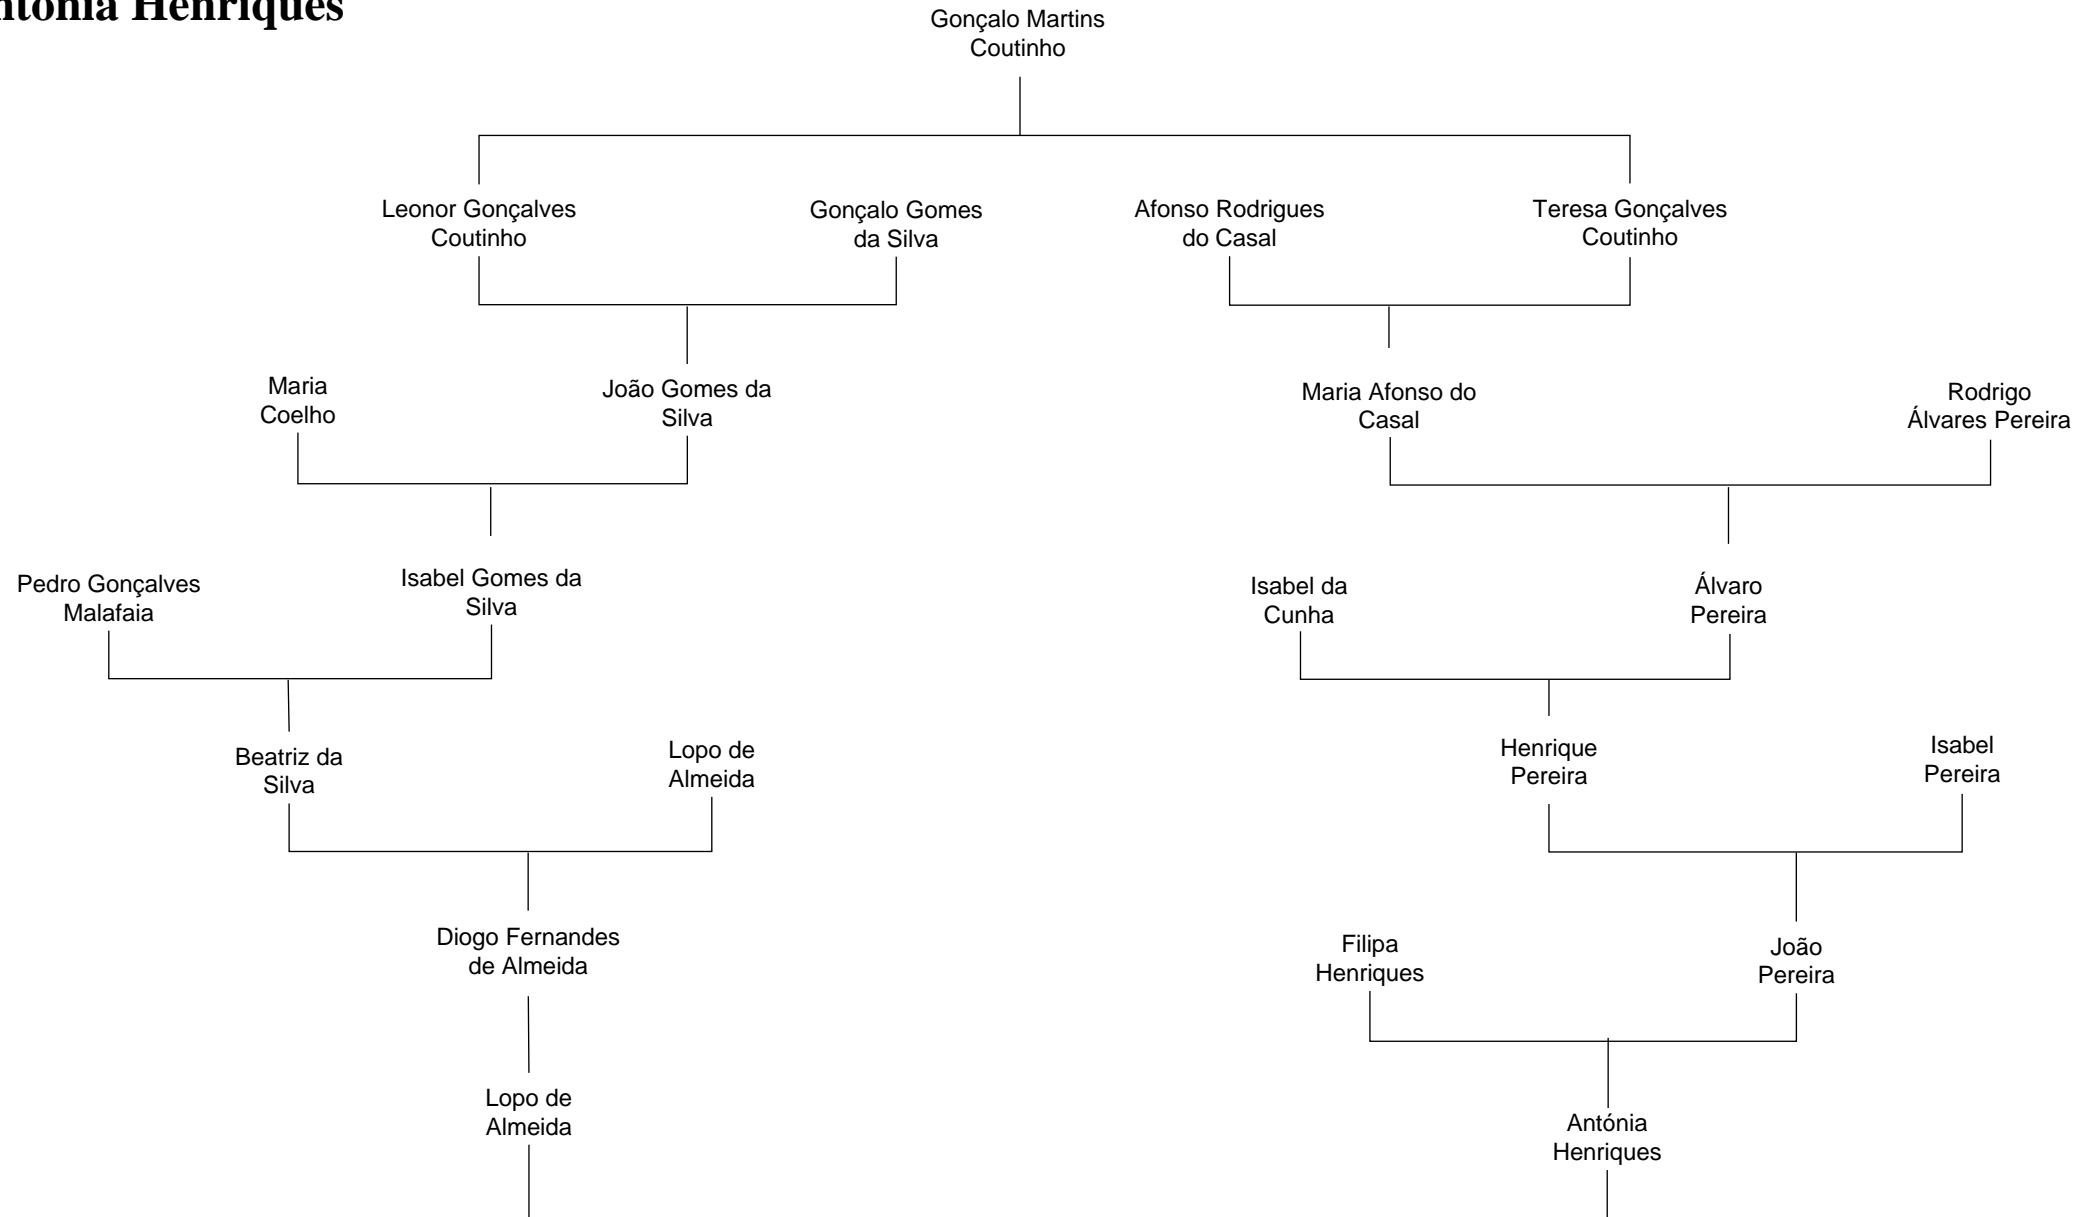 Henriques
Gonçalo Martins
Coutinho
Leonor Gonçalves
Coutinho
Gonçalo Gomes
da Silva
Afonso Rodrigues
do Casal
Teresa Gonçalves
Coutinho
Maria
Coelho
João Gomes da
Silva
Maria Afonso do
Casal
Rodrigo
Álvares Pereira
Pedro Gonçalves
Malafaia
Isabel Gomes da
Silva
Isabel da
Cunha
Álvaro
Pereira
Beatriz da
Silva
Lopo de
Almeida
Henrique
Pereira
Isabel
Pereira
Diogo Fernandes
de Almeida
Filipa
Henriques
João
Pereira
Lopo de
Almeida
Antónia
Henriques